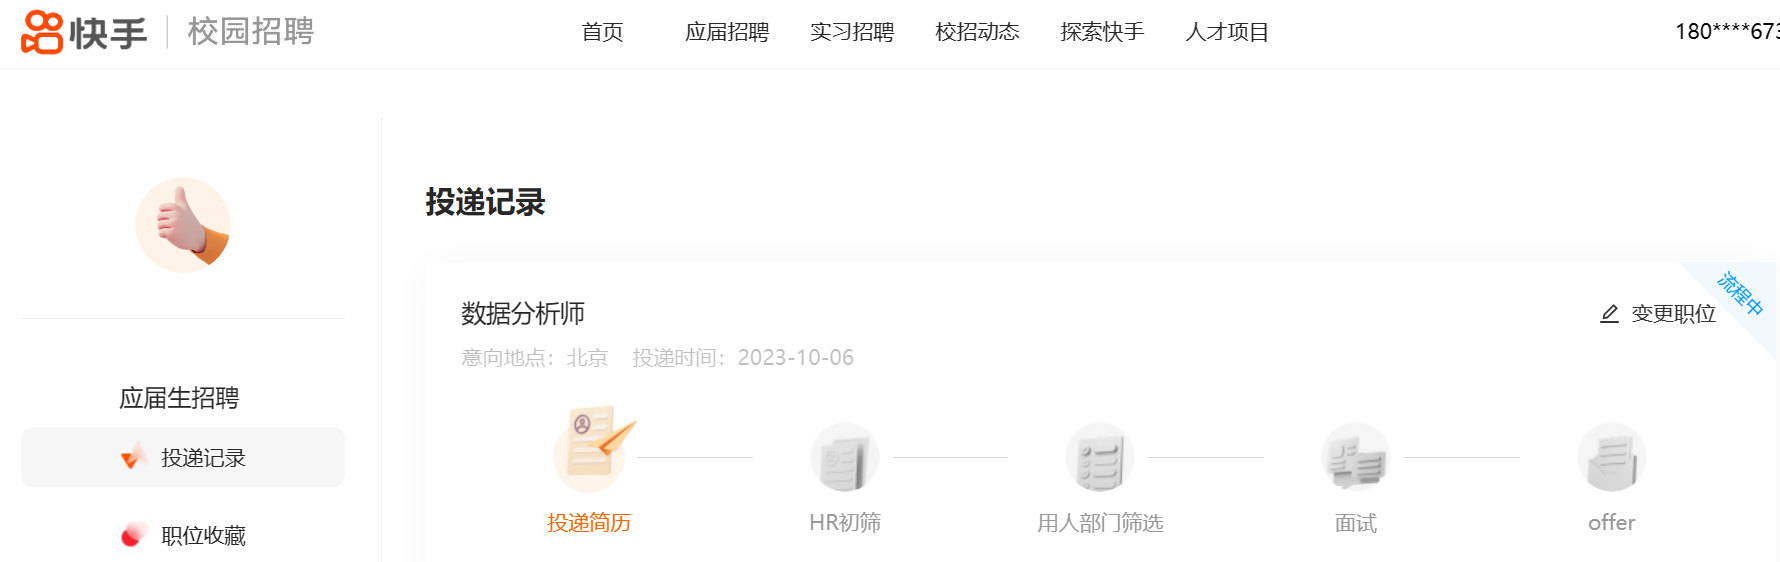 快手 校园招聘 首页 应届招聘 实习招聘 校招动态 探索快手 人才项目 180****673
投递记录
流程中
数据分析师 变更职位
意向地点：北京 投递时间：2023-10-06
应届生招聘
投递记录
职位收藏
投递简历 HR初筛 用人部门筛选 面试 offer